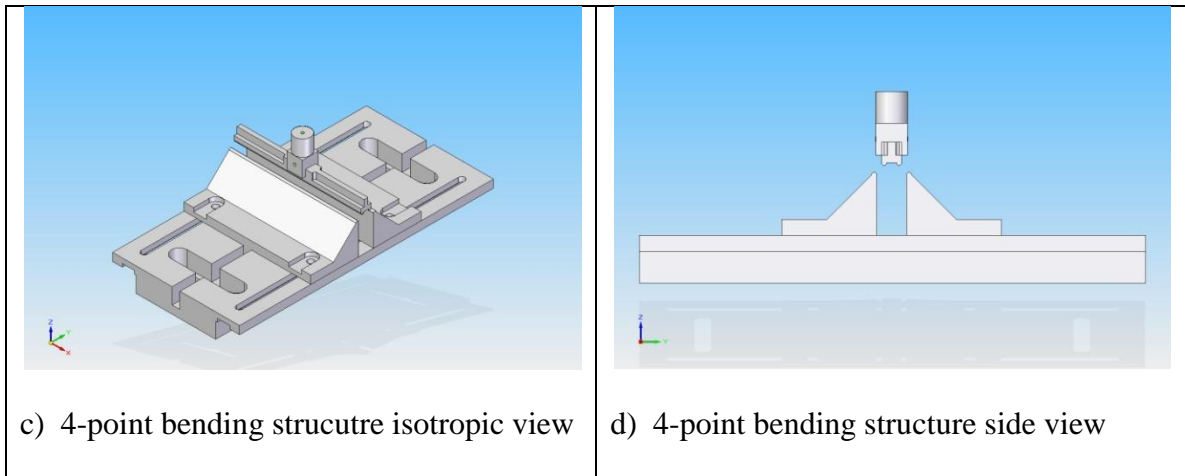 c) 4-point bending strucutre isotropic view
d) 4-point bending structure side view
Z
Y
X
Z
Y